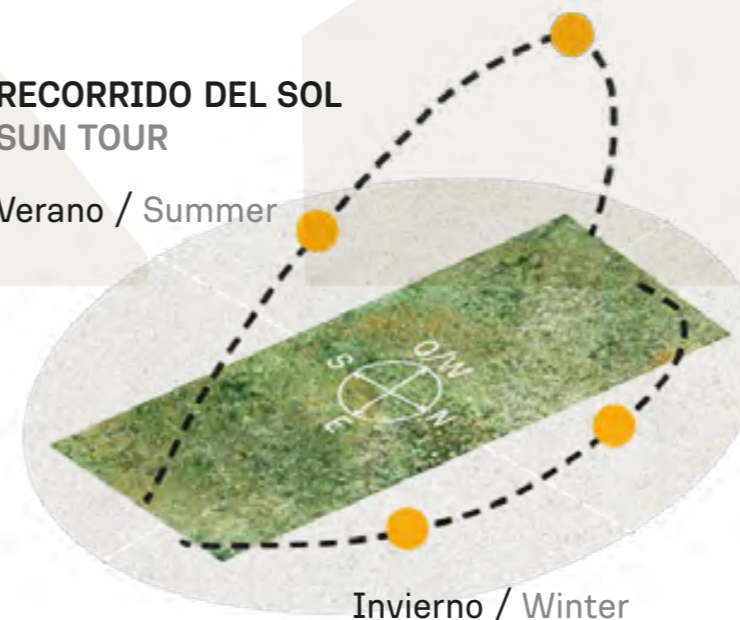 RECORRIDO DEL SOL
SUN TOUR
Verano / Summer
O/W
S
N
E
Invierno / Winter